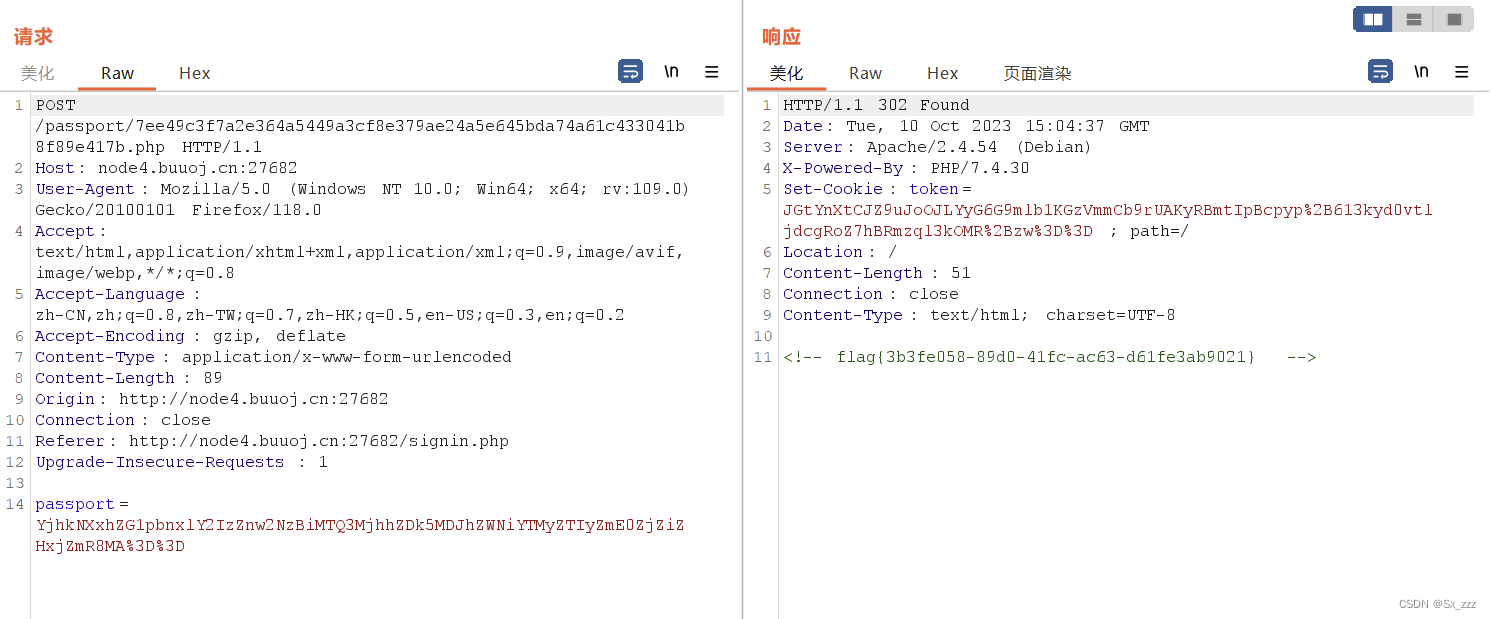 请求
美化 Raw Hex \n
1 POST
/passport/7ee49c3f7a2e364a5449a3cf8e379ae24a5e645bda74a61c433041b
8f89e417b.php HTTP/1.1
2 Host: node4.buuoj.cn:27682
3 User-Agent: Mozilla/5.0 (Windows NT 10.0; Win64; x64; rv:109.0)
Gecko/20100101 Firefox/118.0
4 Accept:
text/html,application/xhtml+xml,application/xml;q=0.9,image/avif,
image/webp,*/*;q=0.8
5 Accept-Language:
zh-CN,zh;q=0.8,zh-TW;q=0.7,zh-HK;q=0.5,en-US;q=0.3,en;q=0.2
6 Accept-Encoding: gzip, deflate
7 Content-Type: application/x-www-form-urlencoded
8 Content-Length: 89
9 Origin: http://node4.buuoj.cn:27682
10 Connection: close
11 Referer: http://node4.buuoj.cn:27682/signin.php
12 Upgrade-Insecure-Requests: 1
13
14 passport=
YjhkNXxhZG1pbnxlY2IzZnw2NzBiMTQ3MjhhZDk5MDJhZWNiYTMyZTIyZmE0ZjZiZ
HxjZmR8MA%3D%3D
响应
美化 Raw Hex 页面渲染 \n
1 HTTP/1.1 302 Found
2 Date: Tue, 10 Oct 2023 15:04:37 GMT
3 Server: Apache/2.4.54 (Debian)
4 X-Powered-By: PHP/7.4.30
5 Set-Cookie: token=
JGtYnXtCJZ9uJoOJLYyG6G9mlb1KGzVmmCb9rUAKyRBmtIpBcpyp%2B613kyd0vtl
jdcgRoZ7hBRmzql3kOMR%2Bzw%3D%3D ; path=/
6 Location: /
7 Content-Length: 51
8 Connection: close
9 Content-Type: text/html; charset=UTF-8
10
11 <!-- flag{3b3fe058-89d0-41fc-ac63-d61fe3ab9021} -->
CSDN @Sx_zzz